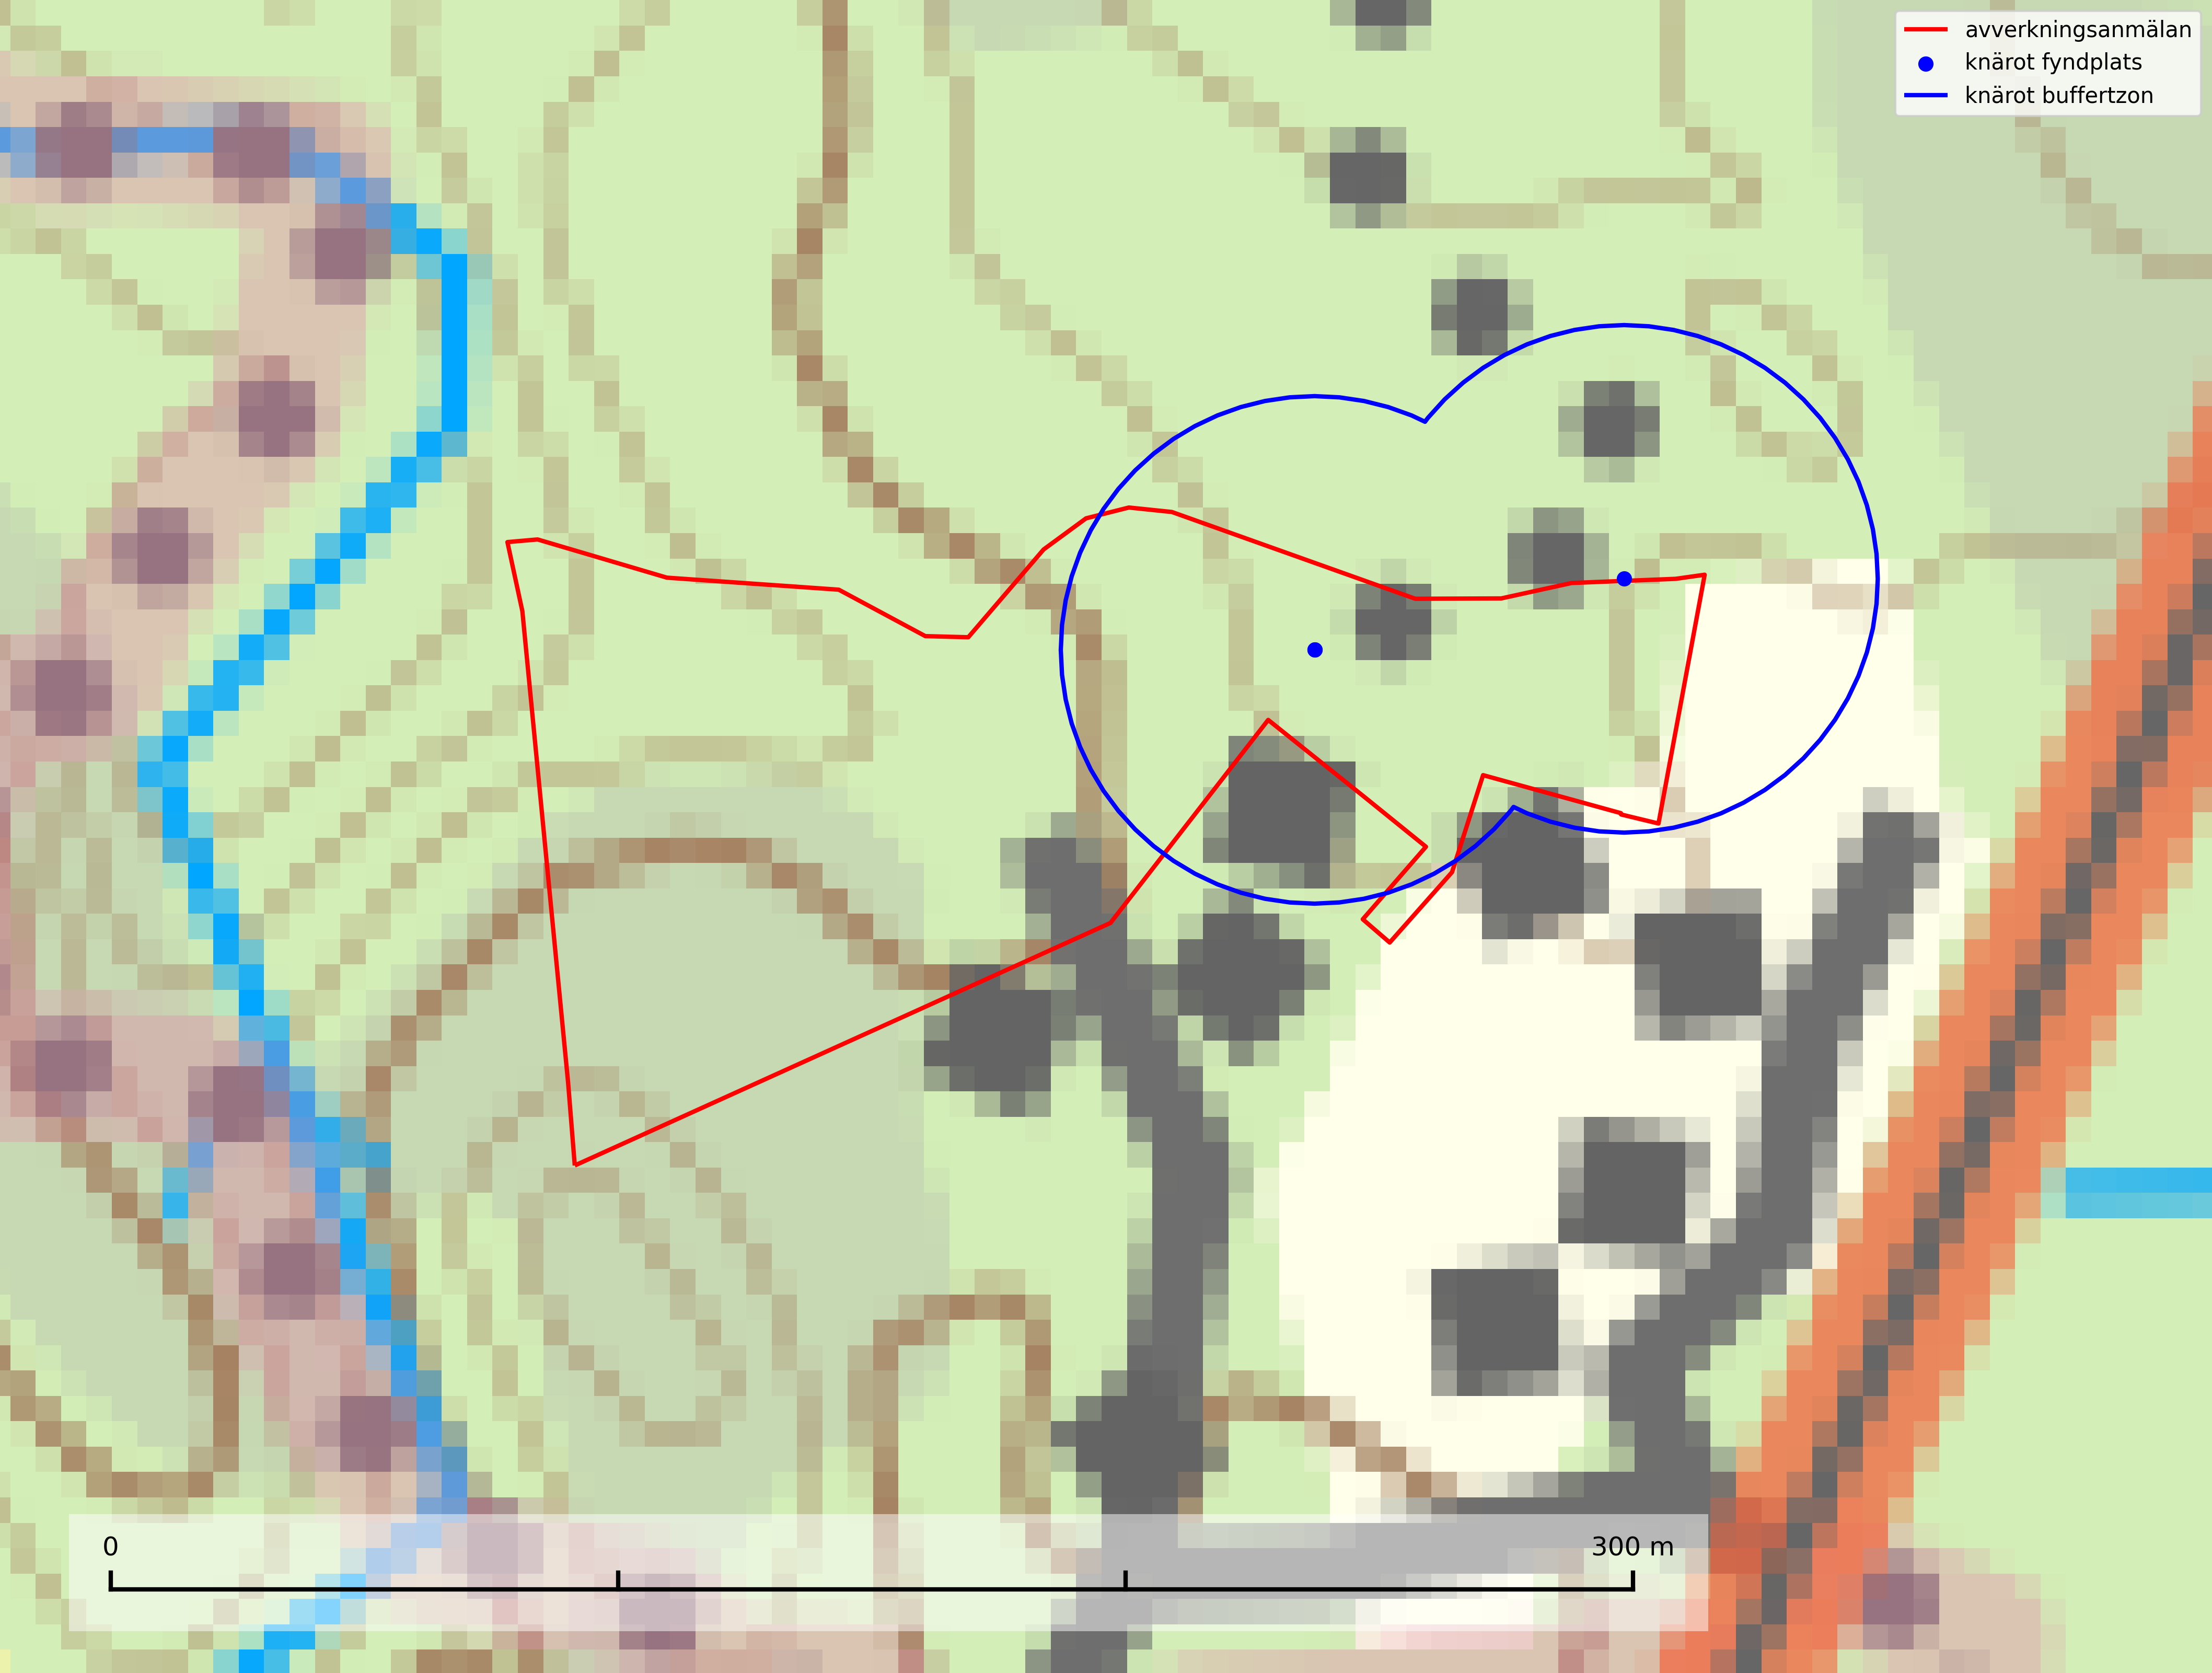 avverkningsanmälan
knärot fyndplats
knärot buffertzon
0 300 m